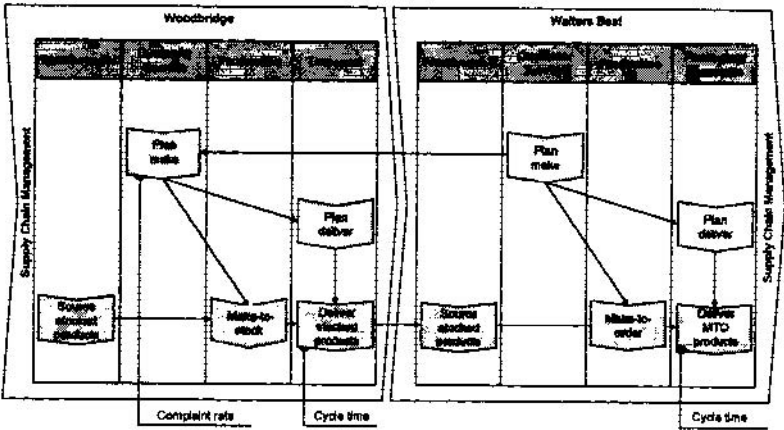 Woodbridge
Walters Best
Supply Chain Management
Plan
make
Plan
deliver
Source
stocked
products
Make-to-
stock
Deliver
stocked
products
Complaint rate
Cycle time
Plan
make
Plan
deliver
Source
stocked
products
Make-to-
order
Deliver
MTO
products
Cycle time
Supply Chain Management